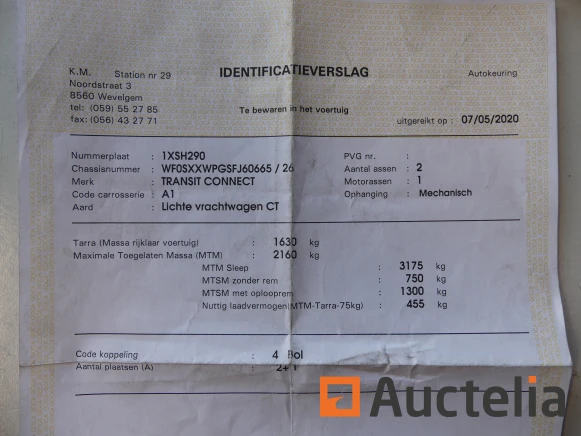 K.M. Station nr 29 IDENTIFICATIEVERSLAG Autokeuring
Noordstraat 3
8560 Wevelgem
tel: (059) 55 27 85 Te bewaren in het voertuig
fax: (056) 43 27 71 uitgereikt op : 07/05/2020
Nummerplaat : 1XSH290 PVG nr. :
Chassisnummer : WF0SXXWPGSFJ60665 / 26 Aantal assen : 2
Merk : TRANSIT CONNECT Motorassen : 1
Code carrosserie : A1 Ophanging : Mechanisch
Aard : Lichte vrachtwagen CT
Tarra (Massa rijklaar voertuig) : 1630 kg
Maximale Toegelaten Massa (MTM) : 2160 kg
MTM Sleep : 3175 kg
MTSM zonder rem : 750 kg
MTSM met oplooprem : 1300 kg
Nuttig laadvermogen(MTM-Tarra-75kg) : 455 kg
Code koppeling : 4 Bol
Aantal plaatsen (A) : 2+1
Auctelia